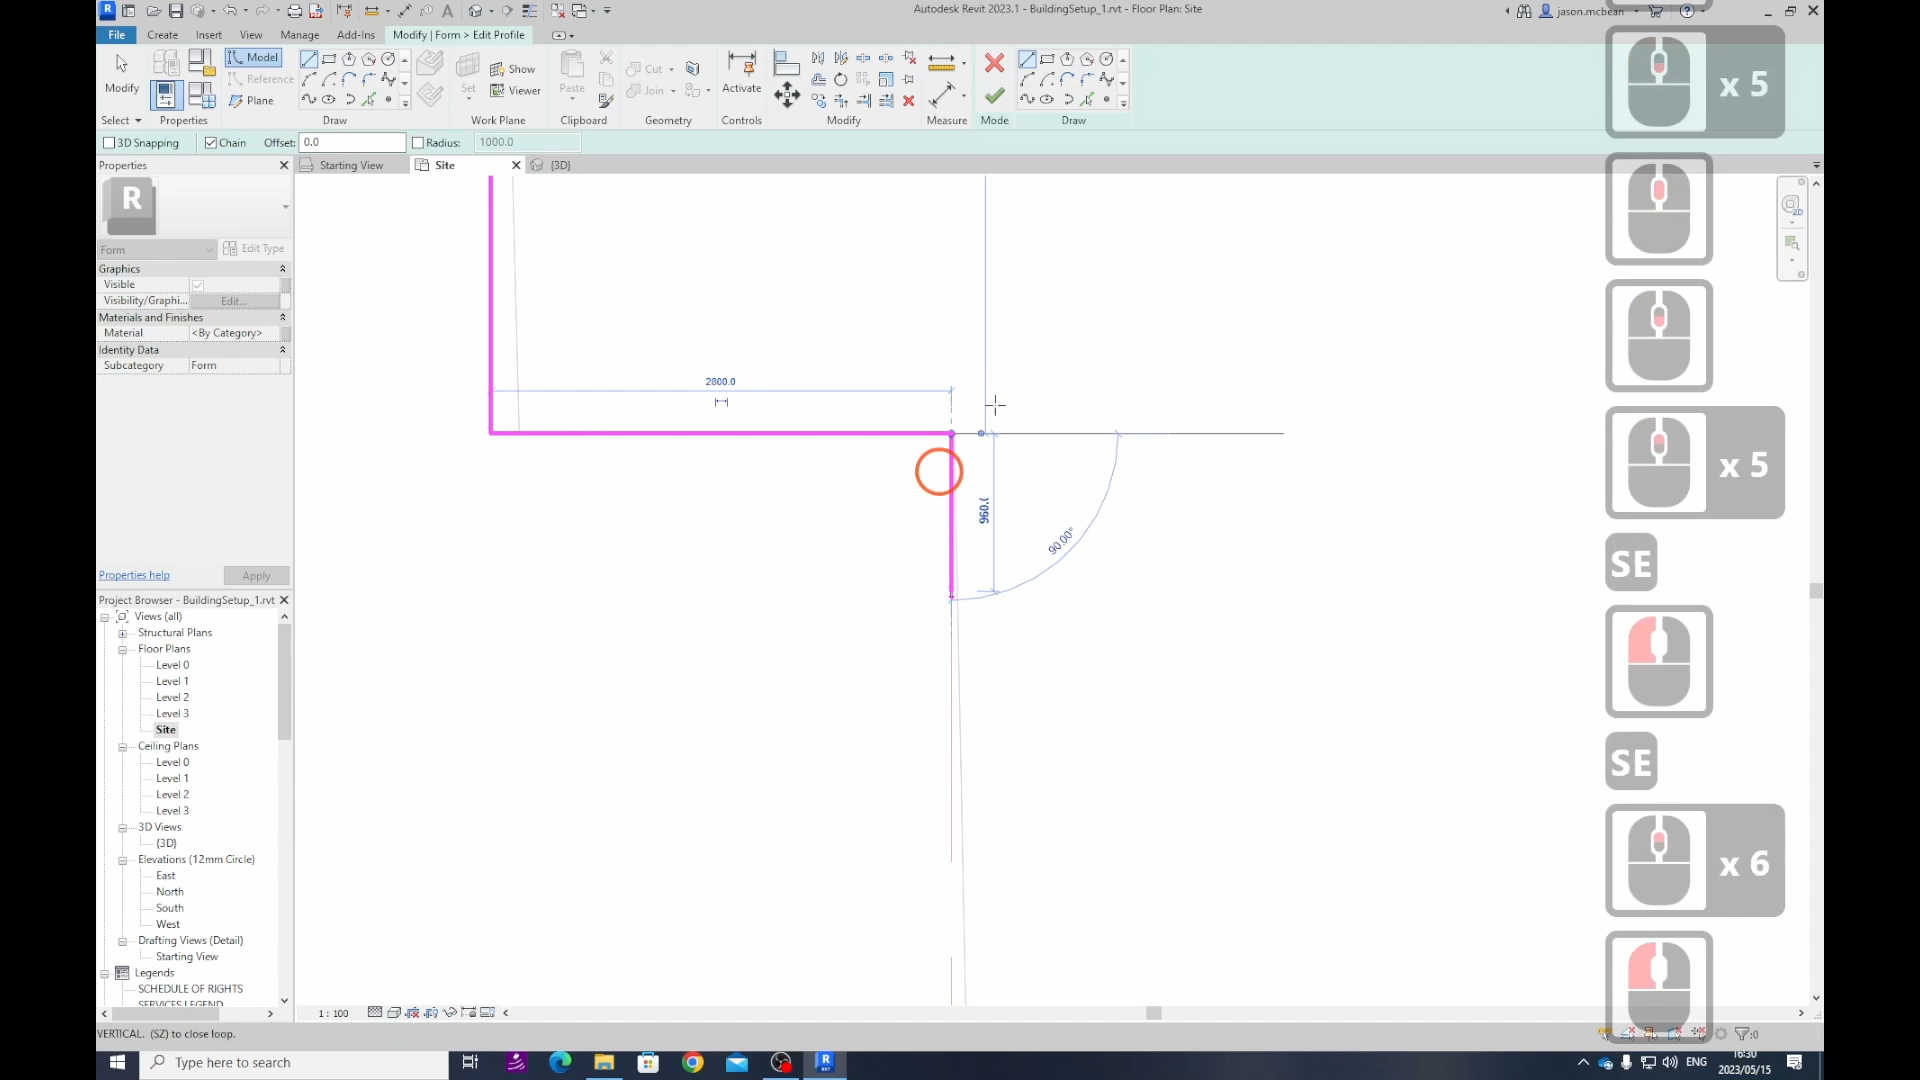 Autodesk Revit 2023.1 - BuildingSetup_1.rvt - Floor Plan: Site
jason.mcbean
File
Create
Insert
View
Manage
Add-Ins
Modify | Form > Edit Profile
Modify
Model
Reference
Plane
Set
Show
Viewer
Paste
Cut
Join
Activate
Select
Properties
Draw
Work Plane
Clipboard
Geometry
Controls
Modify
Measure
Mode
Draw
3D Snapping
Chain
Offset:
0.0
Radius:
1000.0
Properties
Starting View
Site
{3D}
R
Form
Edit Type
Graphics
Visible
Visibility/Graphi...
Edit...
Materials and Finishes
Material
<By Category>
Identity Data
Subcategory
Form
Properties help
Apply
Project Browser - BuildingSetup_1.rvt
Views (all)
Structural Plans
Floor Plans
Level 0
Level 1
Level 2
Level 3
Site
Ceiling Plans
Level 0
Level 1
Level 2
Level 3
3D Views
{3D}
Elevations (12mm Circle)
East
North
South
West
Drafting Views (Detail)
Starting View
Legends
SCHEDULE OF RIGHTS
SERVICES LEGEND
2800.0
90.00°
2D
x 5
x 5
SE
SE
x 6
1 : 100
VERTICAL. (SZ) to close loop.
:0
Type here to search
ENG
16:30
2023/05/15